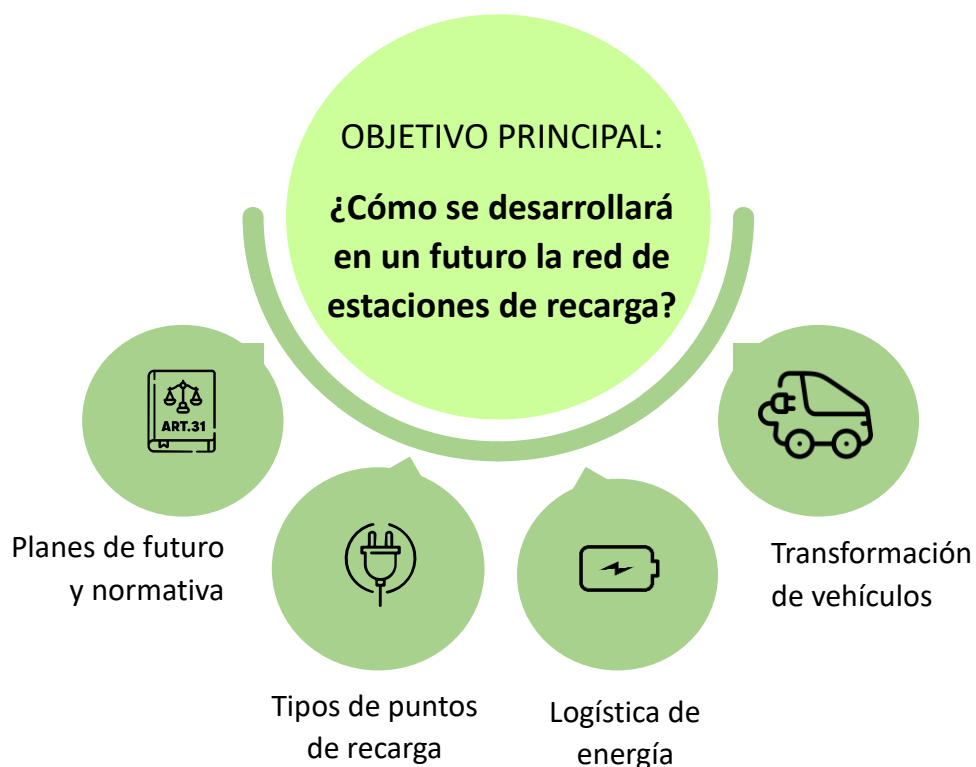 OBJETIVO PRINCIPAL:
¿Cómo se desarrollará
en un futuro la red de
estaciones de recarga?
ART.31
Planes de futuro
y normativa
Tipos de puntos
de recarga
Logística de
energía
Transformación
de vehículos